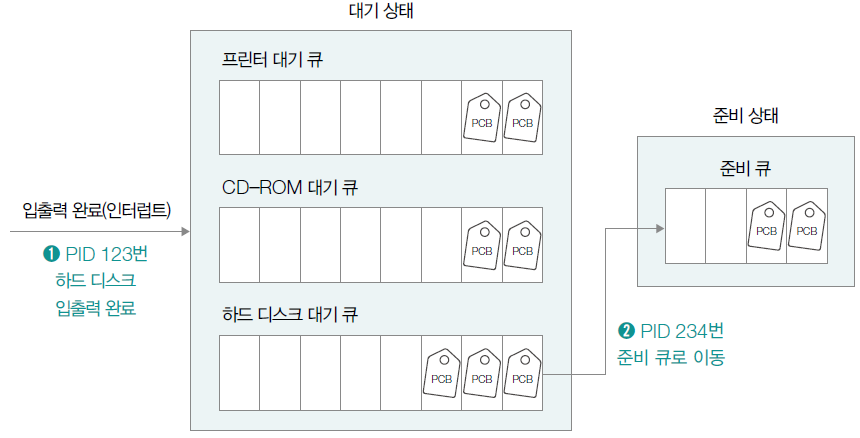 대기 상태
프린터 대기 큐
PCB PCB
준비 상태
준비 큐
CD-ROM 대기 큐
입출력 완료(인터럽트)
PCB PCB
PCB PCB
❶ PID 123번
하드 디스크
입출력 완료
하드 디스크 대기 큐
❷ PID 234번
준비 큐로 이동
PCB PCB PCB